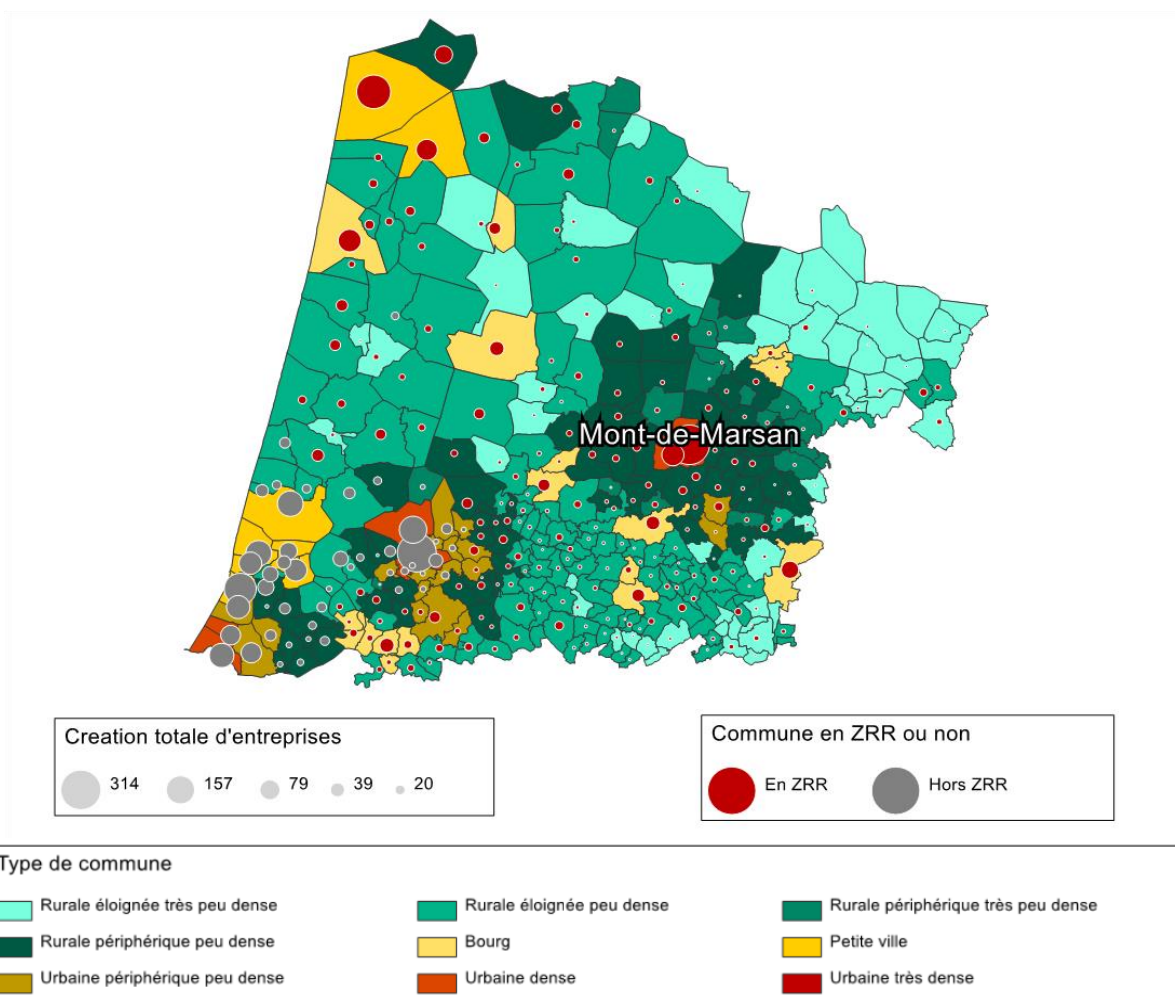 Mont-de-Marsan
Creation totale d'entreprises
314 157 79 39 20
Commune en ZRR ou non
En ZRR Hors ZRR
Type de commune
Rurale éloignée très peu dense Rurale éloignée peu dense Rurale périphérique très peu dense
Rurale périphérique peu dense Bourg Petite ville
Urbaine périphérique peu dense Urbaine dense Urbaine très dense